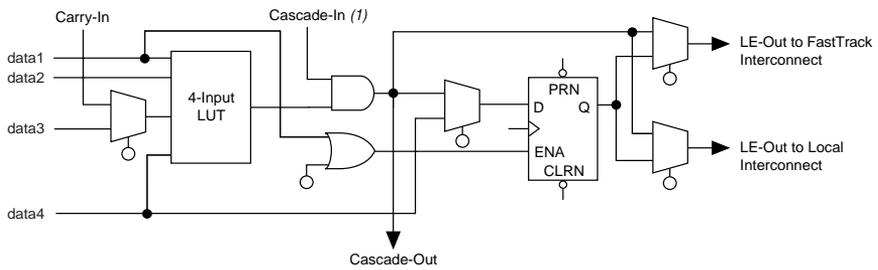 Carry-In
Cascade-In (1)
data1
data2
data3
data4
4-Input
LUT
PRN
D
Q
ENA
CLRN
LE-Out to FastTrack
Interconnect
LE-Out to Local
Interconnect
Cascade-Out